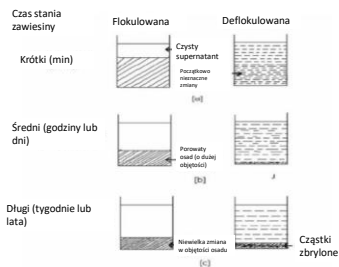 Czas stania
zawiesiny
Flokulowana
Deflokulowana
Krótki (min)
Czysty
supernatant
Początkowo
nieznaczne
zmiany
(a)
Średni (godziny lub
dni)
Porowaty
osad (o dużej
objętości)
(b)
Długi (tygodnie lub
lata)
Niewielka zmiana
w objętości osadu
Cząstki
zbrylone
(c)